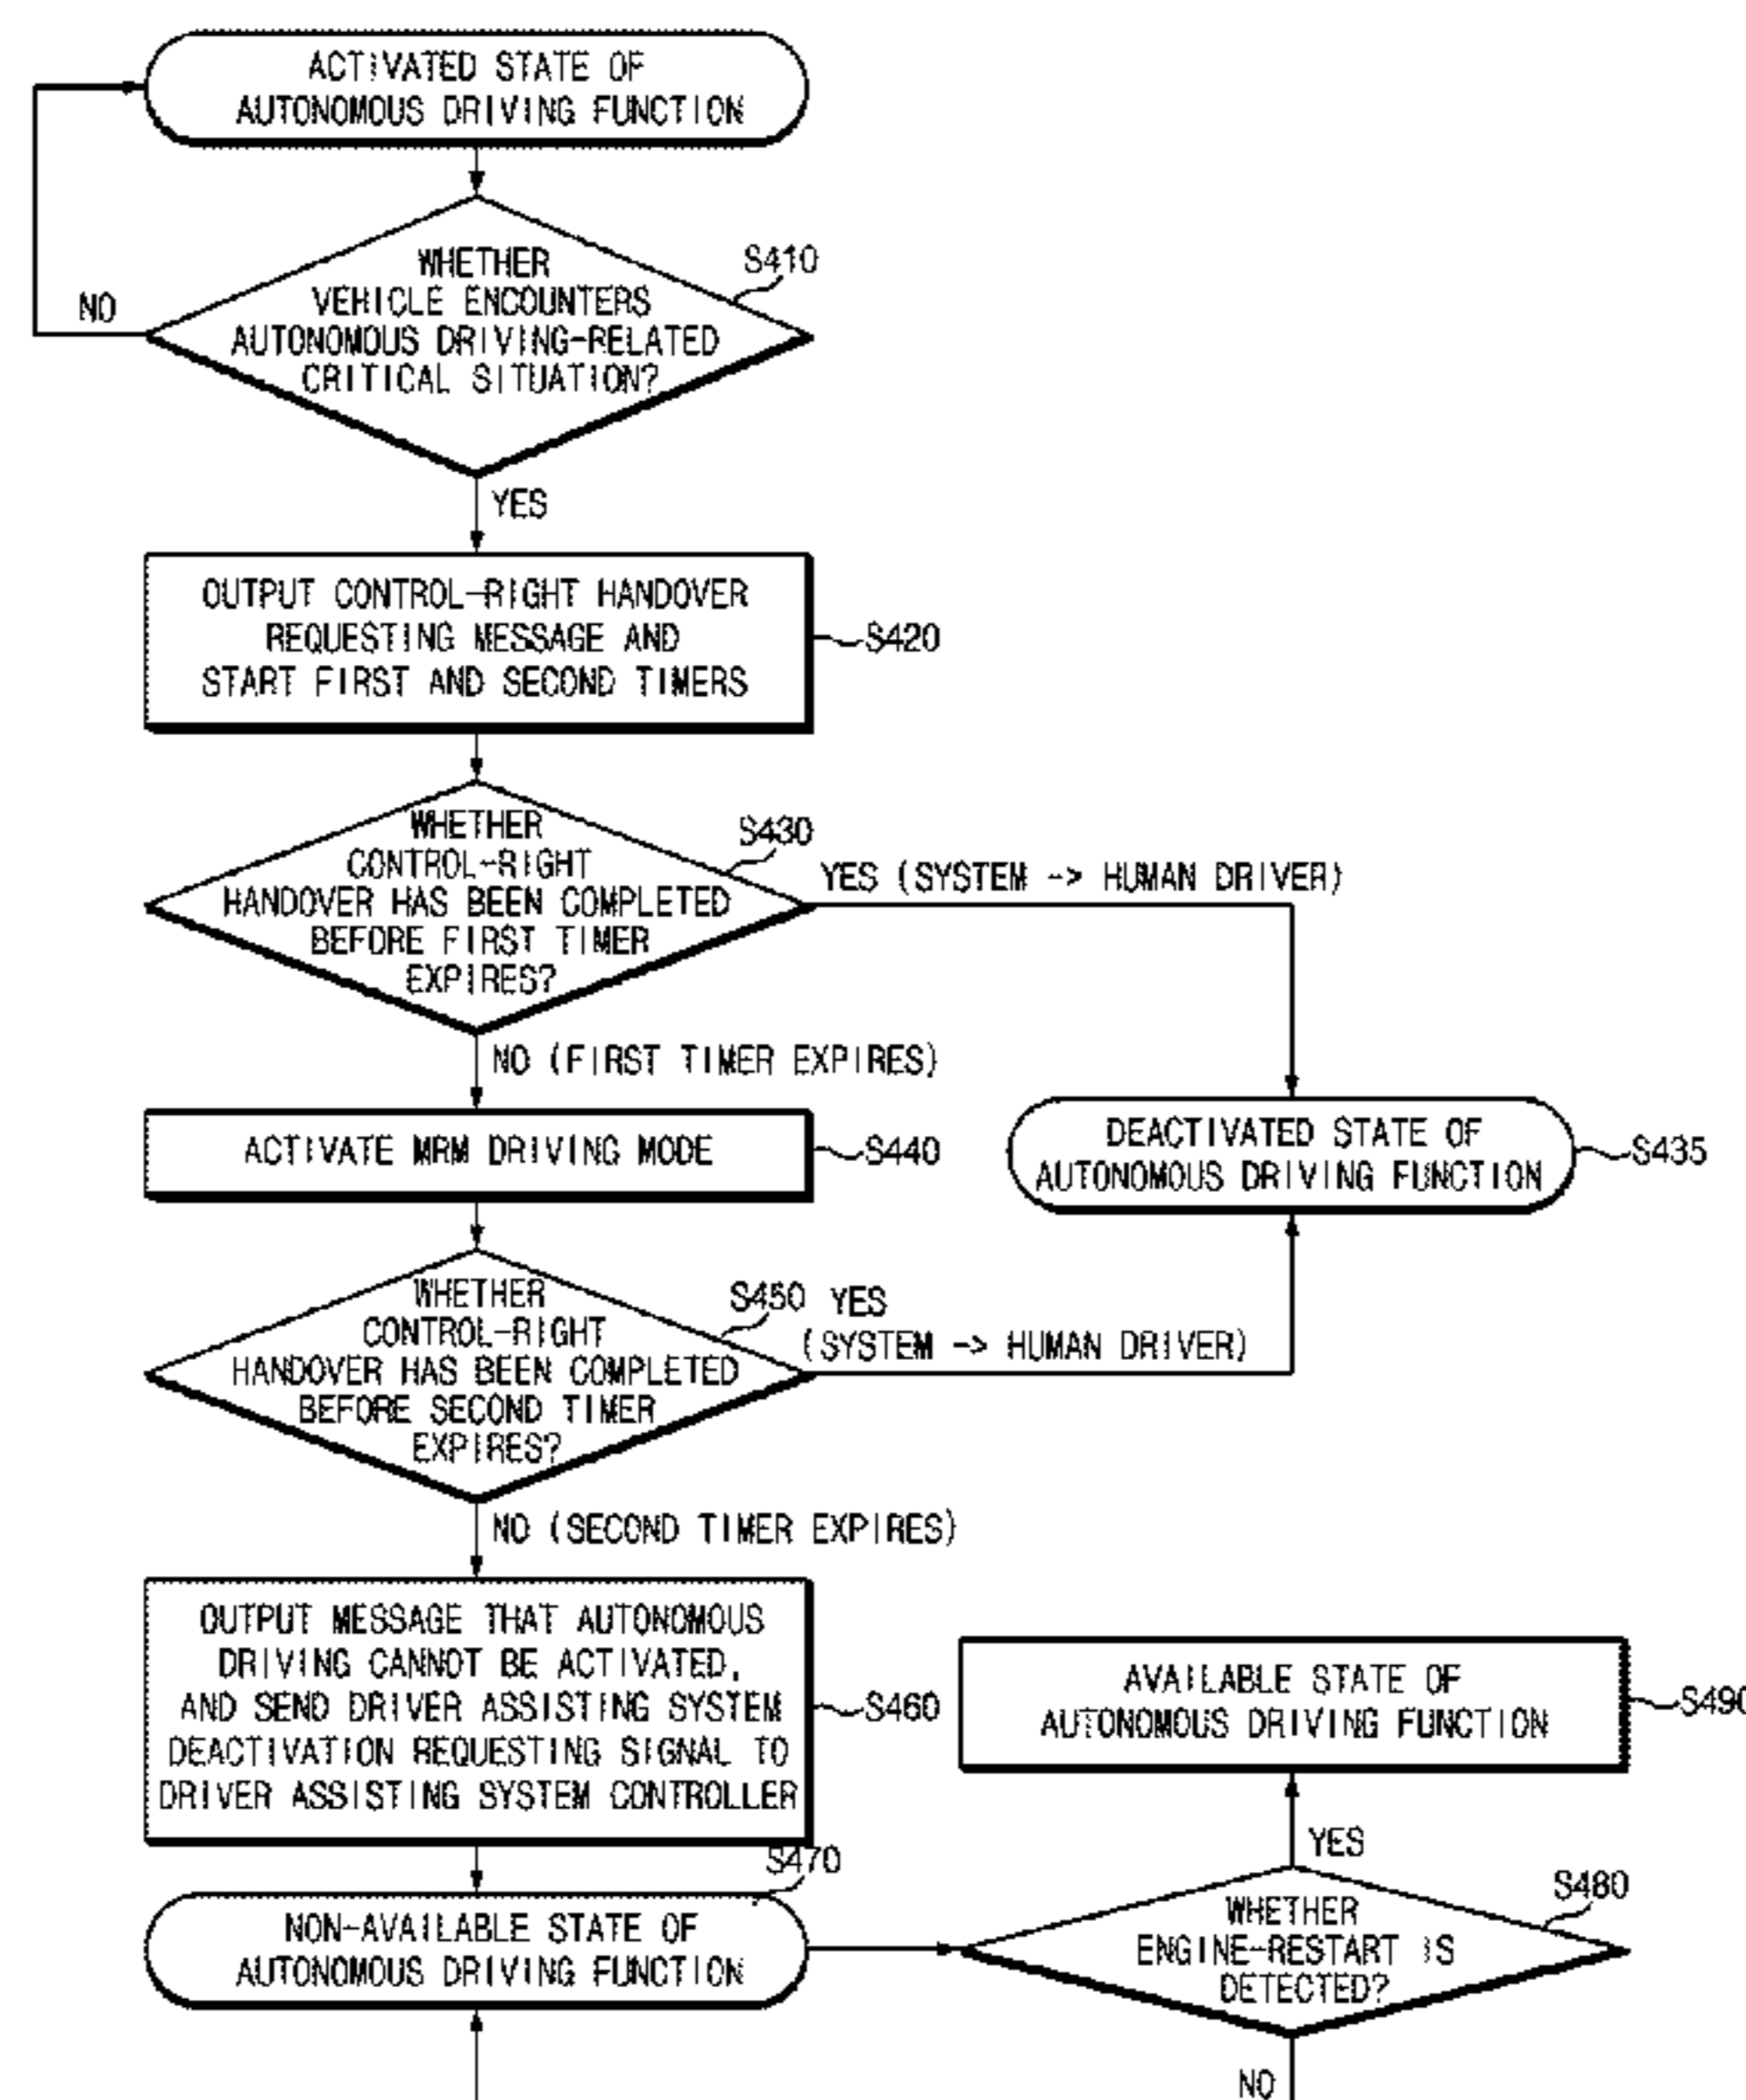 ACTIVATED STATE OF
AUTONOMOUS DRIVING FUNCTION
WHETHER
VEHICLE ENCOUNTERS
AUTONOMOUS DRIVING-RELATED
CRITICAL SITUATION?
S410
NO
YES
OUTPUT CONTROL-RIGHT HANDOVER
REQUESTING MESSAGE AND
START FIRST AND SECOND TIMERS
S420
WHETHER
CONTROL-RIGHT
HANDOVER HAS BEEN COMPLETED
BEFORE FIRST TIMER
EXPIRES?
S430
YES (SYSTEM -> HUMAN DRIVER)
NO (FIRST TIMER EXPIRES)
ACTIVATE MRM DRIVING MODE
S440
DEACTIVATED STATE OF
AUTONOMOUS DRIVING FUNCTION
S435
WHETHER
CONTROL-RIGHT
HANDOVER HAS BEEN COMPLETED
BEFORE SECOND TIMER
EXPIRES?
S450
YES
(SYSTEM -> HUMAN DRIVER)
NO (SECOND TIMER EXPIRES)
OUTPUT MESSAGE THAT AUTONOMOUS
DRIVING CANNOT BE ACTIVATED,
AND SEND DRIVER ASSISTING SYSTEM
DEACTIVATION REQUESTING SIGNAL TO
DRIVER ASSISTING SYSTEM CONTROLLER
S460
AVAILABLE STATE OF
AUTONOMOUS DRIVING FUNCTION
S490
YES
S470
NON-AVAILABLE STATE OF
AUTONOMOUS DRIVING FUNCTION
WHETHER
ENGINE-RESTART IS
DETECTED?
S480
NO